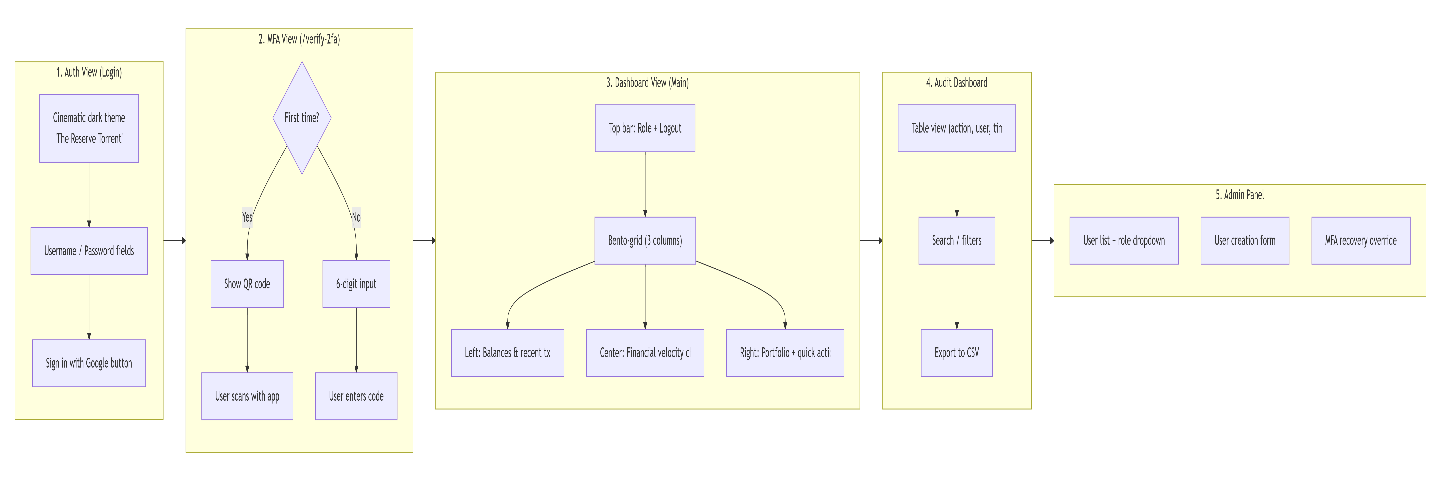 1. Auth View (Login)
Cinematic dark theme
The Reserve Torrent
Username / Password fields
Sign in with Google button
2. MFA View (/verify-2fa)
First time?
Yes
No
Show QR code
6-digit input
User scans with app
User enters code
3. Dashboard View (Main)
Top bar: Role + Logout
Bento-grid (3 columns)
Left: Balances & recent tx
Center: Financial velocity cl
Right: Portfolio + quick acti
4. Audit Dashboard
Table view (action, user, tin
Search / filters
Export to CSV
5. Admin Panel
User list – role dropdown
User creation form
MFA recovery override